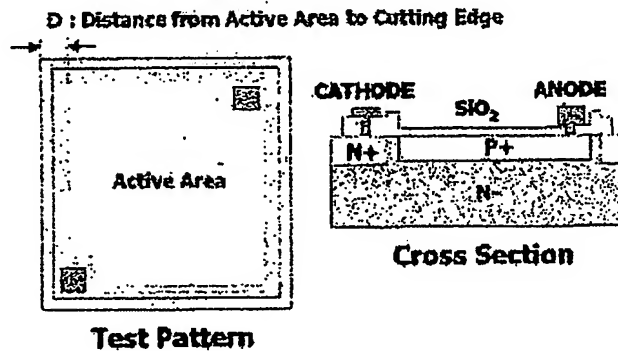 D : Distance from Active Area to Cutting Edge
CATHODE
SiO₂
ANODE
N+
P+
Active Area
N-
Cross Section
Test Pattern